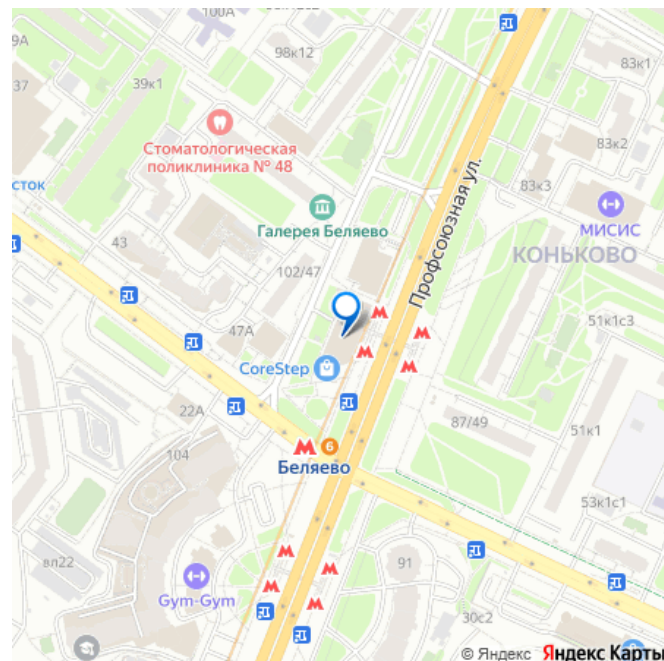 100А
98к12
83к1
39к1
37
Стоматологическая
поликлиника № 48
83к2
83к3
Профсоюзная ул.
сток
Галерея Беляево
МИСИС
43
КОНЬКОВО
102/47
47А
51к1с3
CoreStep
22А
87/49
51к1
104
6
Беляево
53к1с1
вл22
91
Gym-Gym
30с2
© Яндекс Яндекс Карты